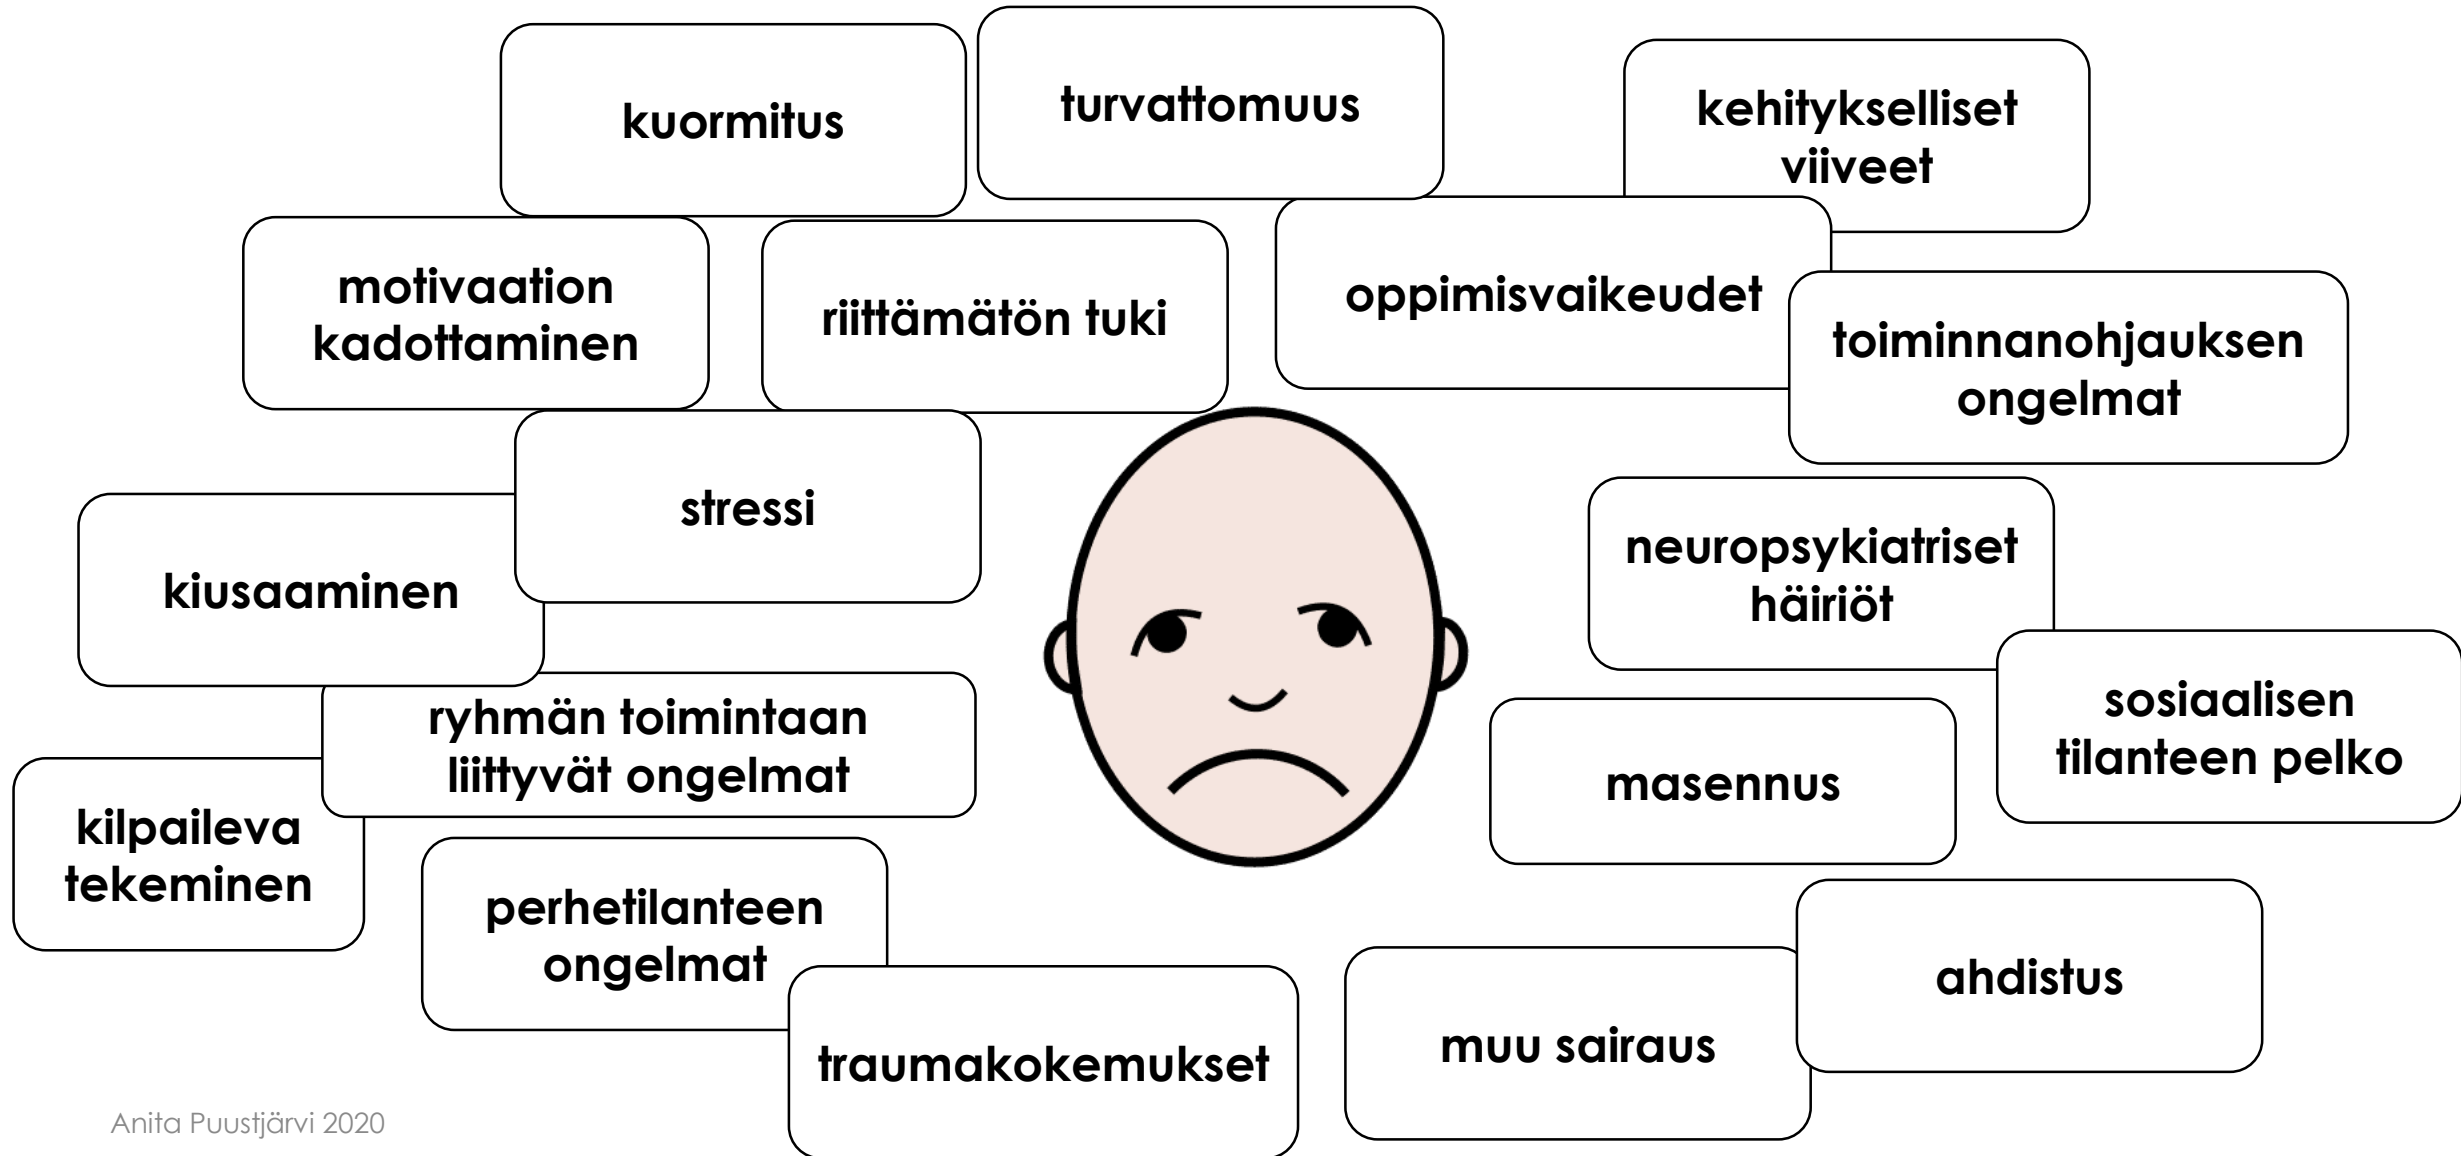 kuormitus
turvattomuus
kehitykselliset
viiveet
motivaation
kadottaminen
riittämätön tuki
oppimisvaikeudet
toiminnanohjauksen
ongelmat
stressi
kiusaaminen
neuropsykiatriset
häiriöt
ryhmän toimintaan
liittyvät ongelmat
sosiaalisen
tilanteen pelko
masennus
kilpaileva
tekeminen
perhetilanteen
ongelmat
ahdistus
traumakokemukset
muu sairaus
Anita Puustjärvi 2020